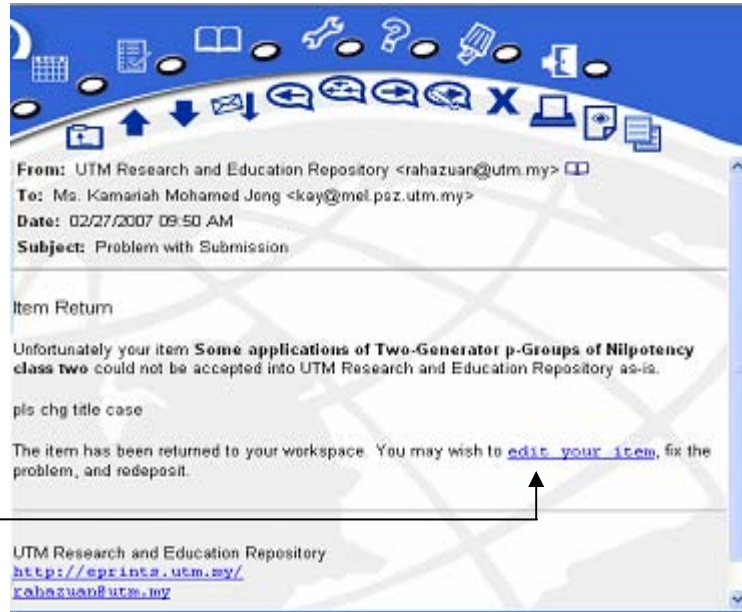 From: UTM Research and Education Repository <rahazuan@utm.my>
To: Ms. Kamariah Mohamed Jong <kay@mel.psz.utm.my>
Date: 02/27/2007 09:50 AM
Subject: Problem with Submission
Item Return
Unfortunately your item Some applications of Two-Generator p-Groups of Nilpotency
class two could not be accepted into UTM Research and Education Repository as-is.
pls chg title case
The item has been returned to your workspace. You may wish to edit your item, fix the
problem, and redeposit.
UTM Research and Education Repository
http://eprints.utm.my/
rahazuan@utm.my